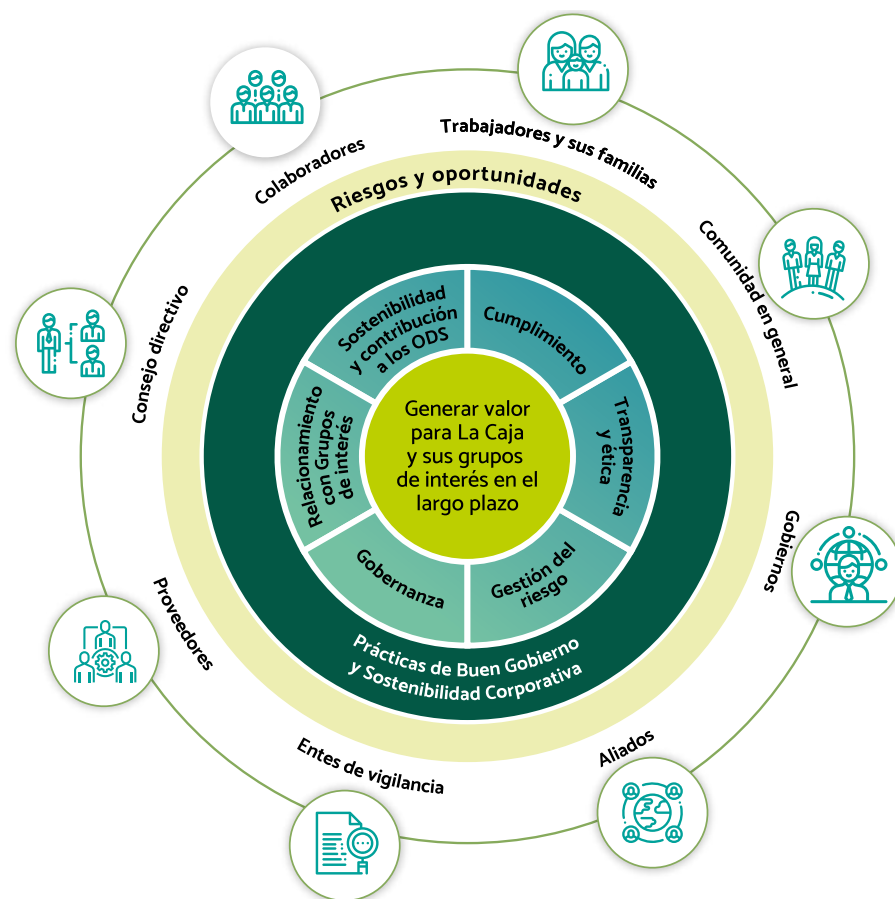 Trabajadores y sus familias
Colaboradores
Riesgos y oportunidades
Comunidad en general
Consejo directivo
Sostenibilidad
y contribución
a los ODS
Cumplimiento
Relacionamiento
con Grupos
de interés
Generar valor
para La Caja
y sus grupos
de interés en el
largo plazo
Transparencia
y ética
Gobiernos
Gobernanza
Gestión del
riesgo
Proveedores
Prácticas de Buen Gobierno
y Sostenibilidad Corporativa
Entes de vigilancia
Aliados